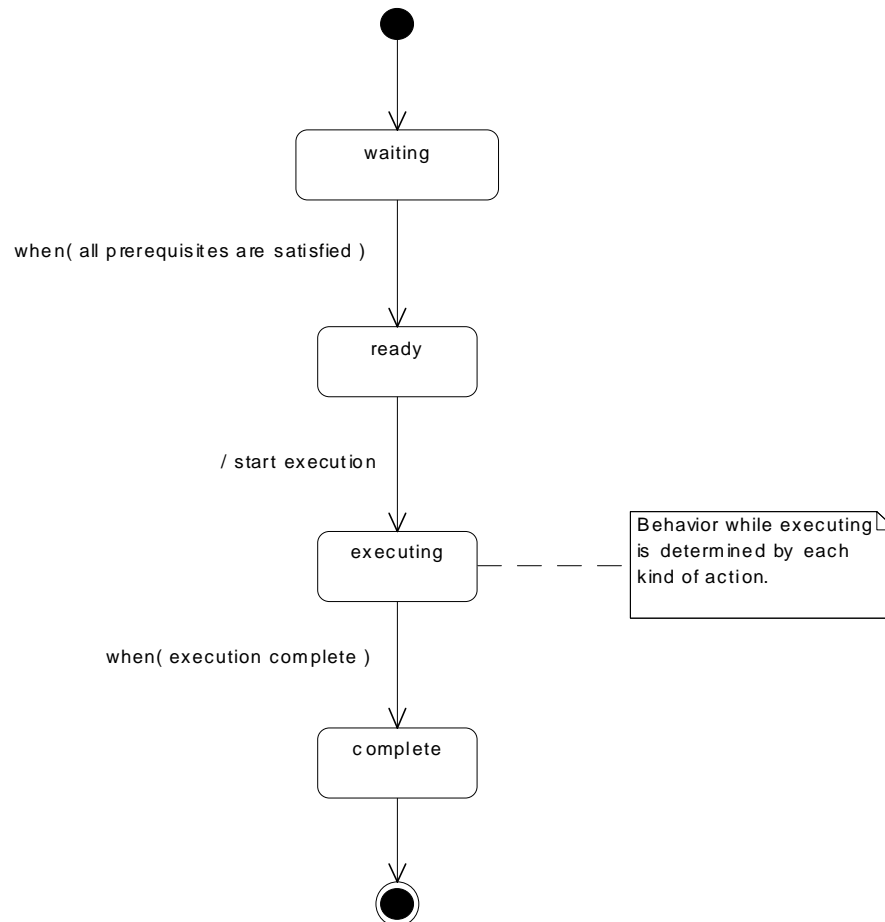 waiting
when( all prerequisites are satisfied )
ready
/ start execution
executing
Behavior while executing
is determined by each
kind of action.
when( execution complete )
complete